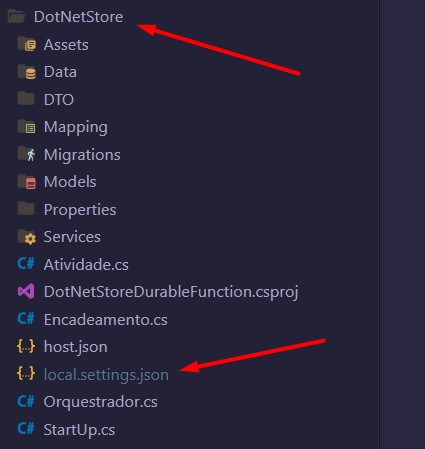 DotNetStore
Assets
Data
DTO
Mapping
Migrations
Models
Properties
Services
C# Atividade.cs
DotNetStoreDurableFunction.csproj
C# Encadeamento.cs
{..} host.json
{..} local.settings.json
C# Orquestrador.cs
C# StartUp.cs